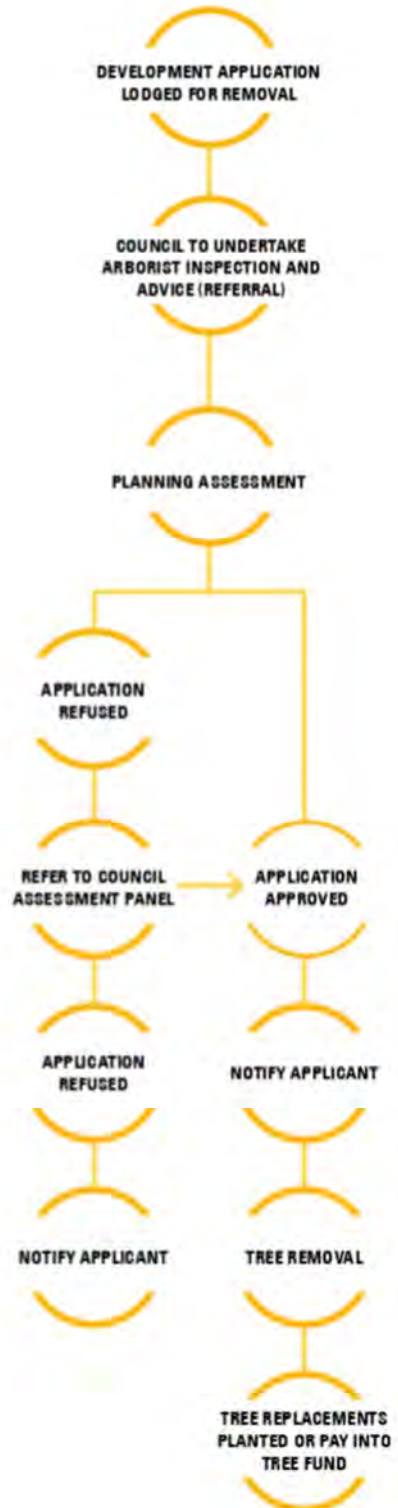 DEVELOPMENT APPLICATION
LODGED FOR REMOVAL
COUNCIL TO UNDERTAKE
ARBORIST INSPECTION AND
ADVICE (REFERRAL)
PLANNING ASSESSMENT
APPLICATION
REFUSED
REFER TO COUNCIL
ASSESSMENT PANEL
APPLICATION
APPROVED
APPLICATION
REFUSED
NOTIFY APPLICANT
NOTIFY APPLICANT
TREE REMOVAL
TREE REPLACEMENTS
PLANTED OR PAY INTO
TREE FUND